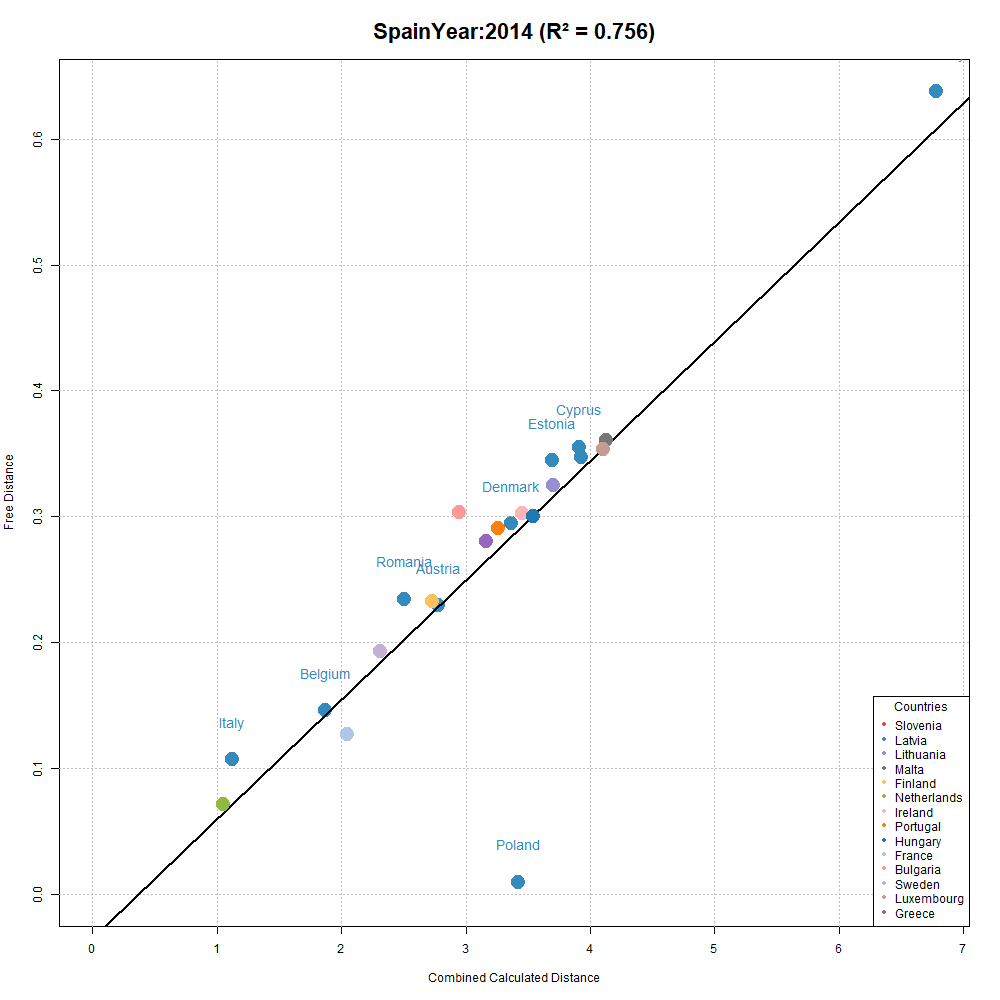 SpainYear:2014 (R² = 0.756)
Free Distance
0.6
0.5
0.4
0.3
0.2
0.1
0.0
Cyprus
Estonia
Denmark
Romania
Austria
Belgium
Italy
Poland
Countries
Slovenia
Latvia
Lithuania
Malta
Finland
Netherlands
Ireland
Portugal
Hungary
France
Bulgaria
Sweden
Luxembourg
Greece
0 1 2 3 4 5 6 7
Combined Calculated Distance